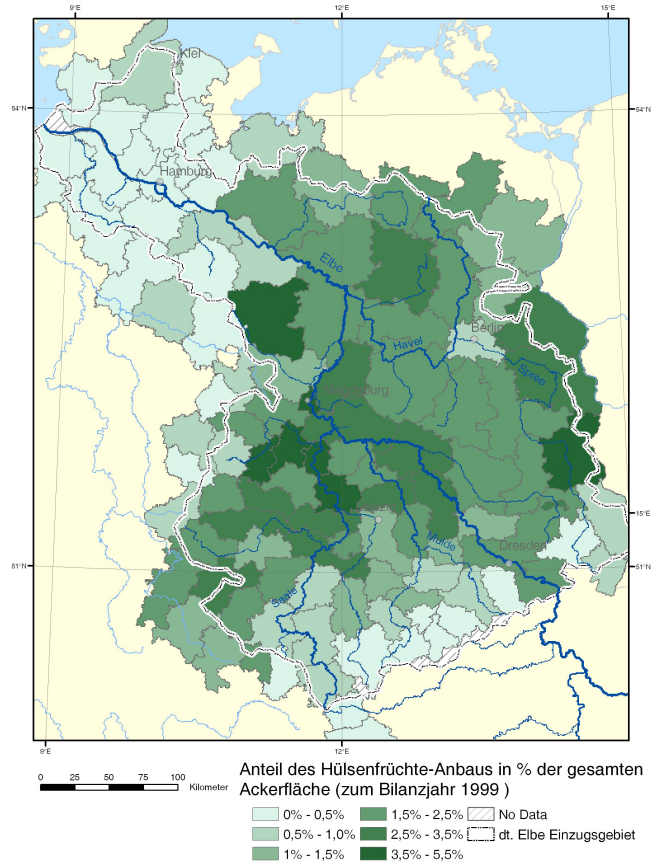 9°E
12°E
15°E
Kiel
54°N
54°N
Hamburg
Elbe
Berlin
Havel
Spree
15°E
Mulde
Dresden
51°N
51°N
Saale
9°E
12°E
0 25 50 75 100 Kilometer
Anteil des Hülsenfrüchte-Anbaus in % der gesamten
Ackerfläche (zum Bilanzjahr 1999 )
0% - 0,5%
1,5% - 2,5%
No Data
0,5% - 1,0%
2,5% - 3,5%
dt. Elbe Einzugsgebiet
1% - 1,5%
3,5% - 5,5%